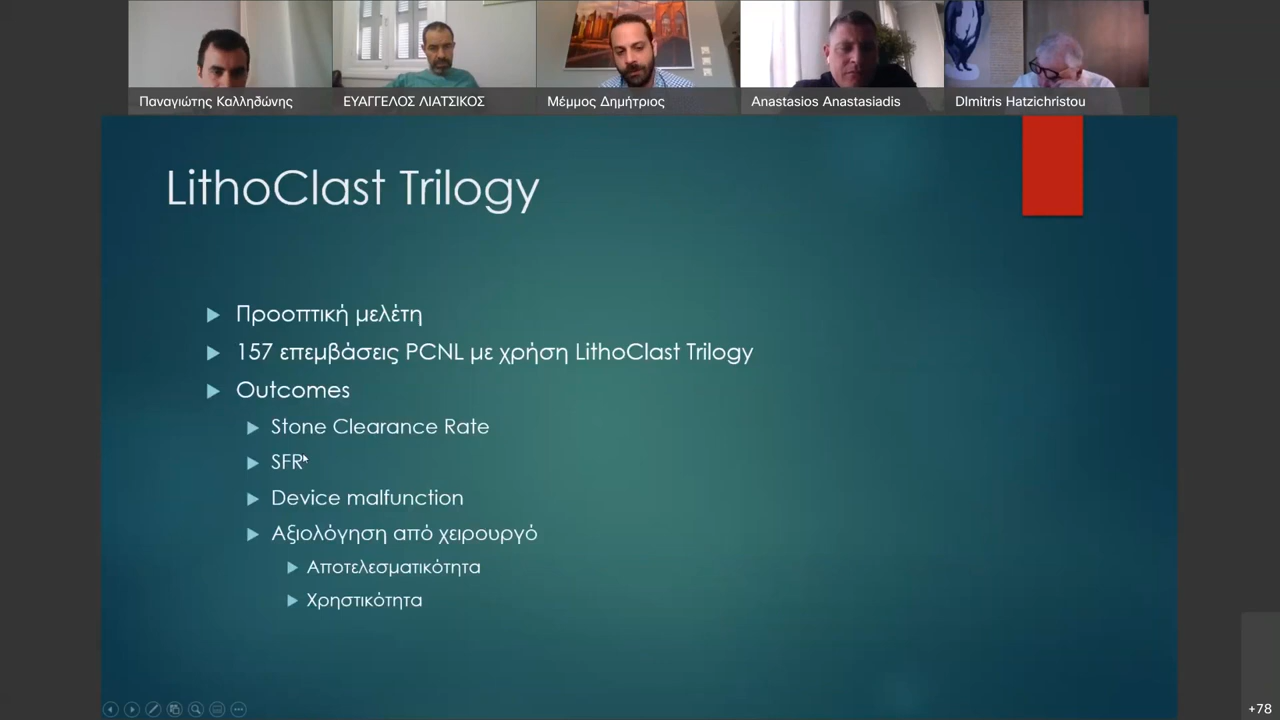 Παναγιώτης Καλληδώνης
ΕΥΑΓΓΕΛΟΣ ΛΙΑΤΣΙΚΟΣ
Μέμμος Δημήτριος
Anastasios Anastasiadis
DImitris Hatzichristou
LithoClast Trilogy
Προοπτική μελέτη
157 επεμβάσεις PCNL με χρήση LithoClast Trilogy
Outcomes
Stone Clearance Rate
SFR
Device malfunction
Αξιολόγηση από χειρουργό
Αποτελεσματικότητα
Χρηστικότητα
+78